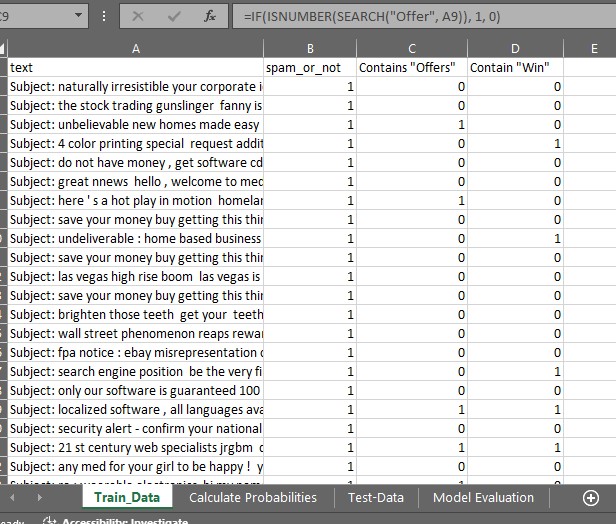 C9 =IF(ISNUMBER(SEARCH("Offer", A9)), 1, 0)
A B C D E
text spam_or_not Contains "Offers" Contain "Win"
Subject: naturally irresistible your corporate 1 0 0
Subject: the stock trading gunslinger fanny is 1 0 0
Subject: unbelievable new homes made easy 1 1 0
Subject: 4 color printing special request addit 1 0 1
Subject: do not have money , get software cd 1 0 0
Subject: great nnews hello , welcome to med 1 0 0
Subject: here ' s a hot play in motion homelan 1 1 0
Subject: save your money buy getting this thin 1 0 0
Subject: undeliverable : home based business 1 0 1
Subject: save your money buy getting this thin 1 0 0
Subject: las vegas high rise boom las vegas is 1 0 0
Subject: save your money buy getting this thin 1 0 0
Subject: brighten those teeth get your teeth 1 0 0
Subject: wall street phenomenon reaps rewar 1 0 0
Subject: fpa notice : ebay misrepresentation 1 0 0
Subject: search engine position be the very fi 1 0 1
Subject: only our software is guaranteed 100 1 0 0
Subject: localized software , all languages ava 1 1 1
Subject: security alert - confirm your national 1 0 0
Subject: 21 st century web specialists jrgbm 1 1 1
Subject: any med for your girl to be happy ! y 1 0 0
Train_Data Calculate Probabilities Test-Data Model Evaluation
Accessibility: Investigate